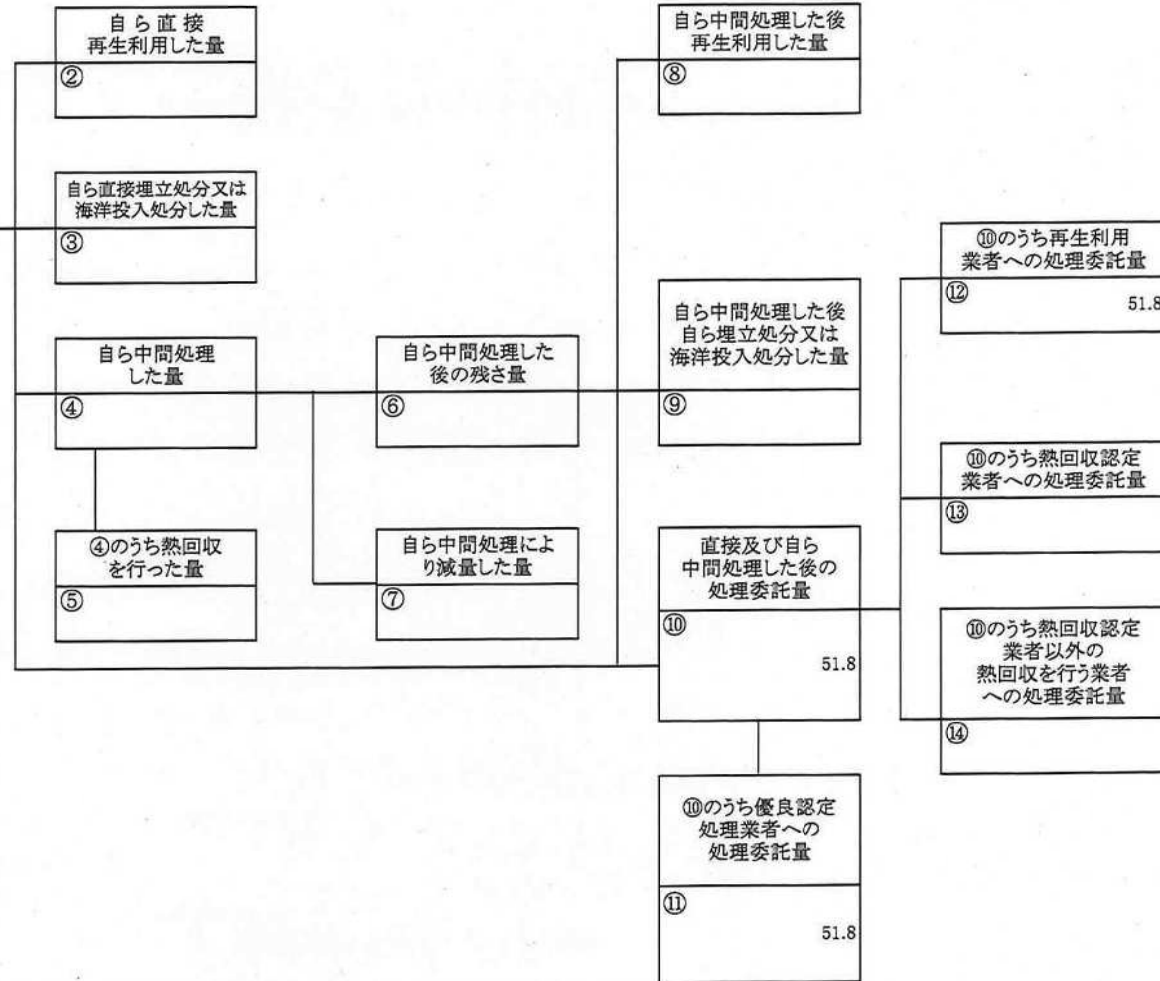 自ら直接
再生利用した量
②
自ら直接埋立処分又は
海洋投入処分した量
③
自ら中間処理
した量
④
④のうち熱回収
を行った量
⑤
自ら中間処理した
後の残さ量
⑥
自ら中間処理によ
り減量した量
⑦
自ら中間処理した後
再生利用した量
⑧
自ら中間処理した後
自ら埋立処分又は
海洋投入処分した量
⑨
直接及び自ら
中間処理した後の
処理委託量
⑩
51.8
⑩のうち優良認定
処理業者への
処理委託量
⑪
51.8
⑩のうち再生利用
業者への処理委託量
⑫
51.8
⑩のうち熱回収認定
業者への処理委託量
⑬
⑩のうち熱回収認定
業者以外の
熱回収を行う業者
への処理委託量
⑭